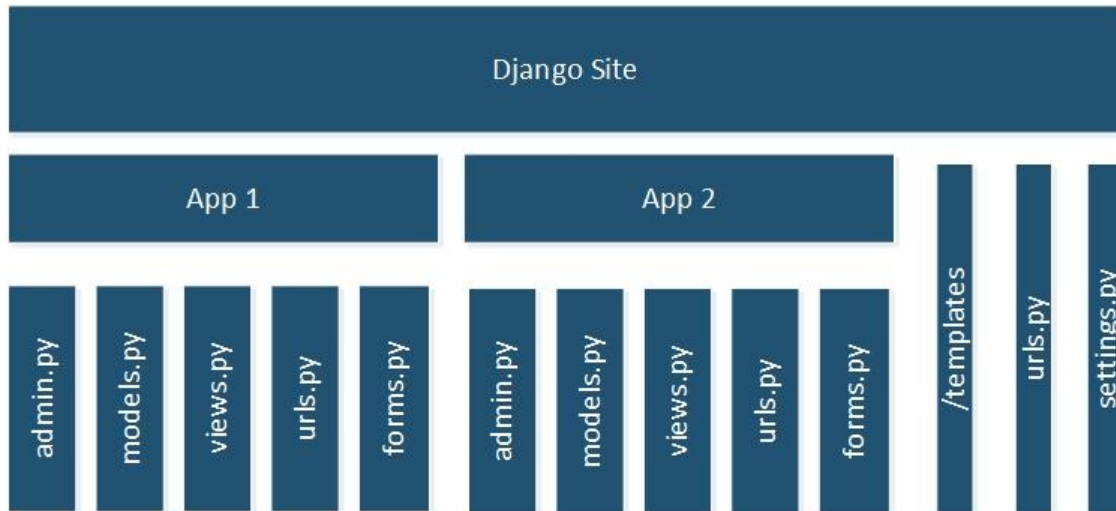 Django Site
App 1
App 2
/templates
urls.py
settings.py
admin.py
models.py
views.py
urls.py
forms.py
admin.py
models.py
views.py
urls.py
forms.py